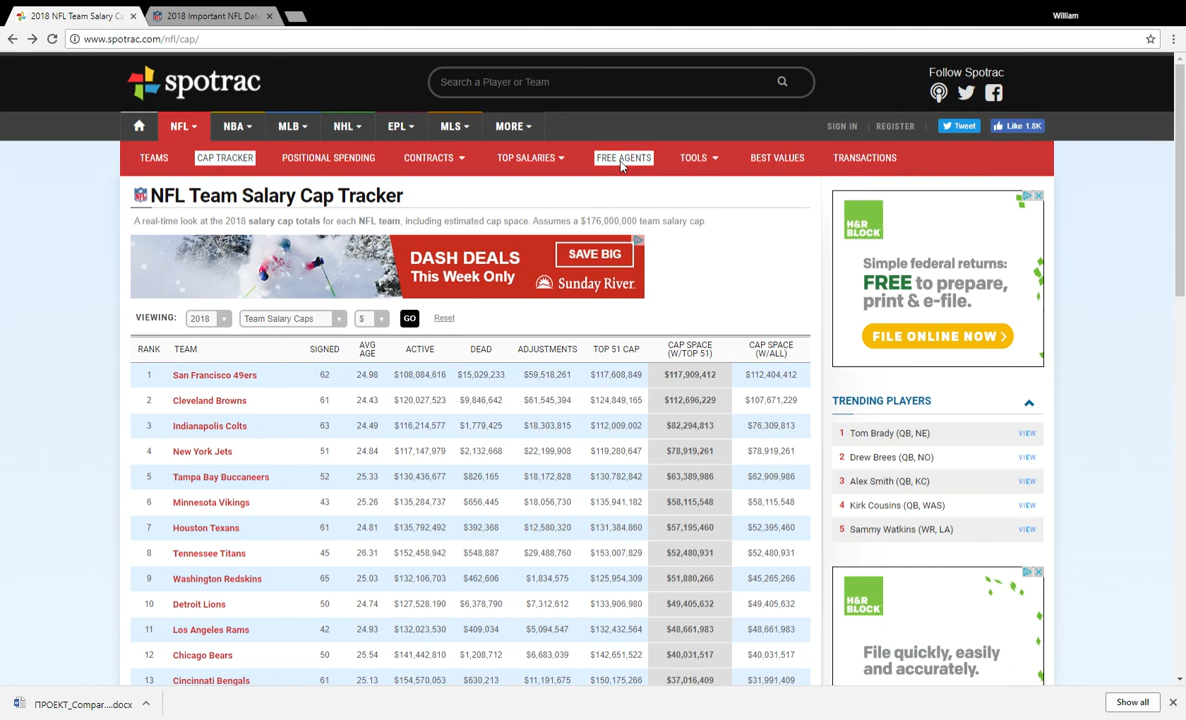 2018 NFL Team Salary Ca
2018 Important NFL Dat
William
www.spotrac.com/nfl/cap/
spotrac
Search a Player or Team
Follow Spotrac
NFL
NBA
MLB
NHL
EPL
MLS
MORE
SIGN IN
REGISTER
Tweet
Like 1.8K
TEAMS
CAP TRACKER
POSITIONAL SPENDING
CONTRACTS
TOP SALARIES
FREE AGENTS
TOOLS
BEST VALUES
TRANSACTIONS
NFL Team Salary Cap Tracker
A real-time look at the 2018 salary cap totals for each NFL team, including estimated cap space. Assumes a $176,000,000 team salary cap.
DASH DEALS
This Week Only
SAVE BIG
Sunday River.
VIEWING: 2018 Team Salary Caps $ GO Reset
RANK TEAM SIGNED AVG AGE ACTIVE DEAD ADJUSTMENTS TOP 51 CAP CAP SPACE (W/TOP 51) CAP SPACE (W/ALL)
1 San Francisco 49ers 62 24.98 $108,084,616 $15,029,233 $59,518,261 $117,608,849 $117,909,412 $112,404,412
2 Cleveland Browns 61 24.43 $120,027,523 $9,846,642 $61,545,394 $124,849,165 $112,696,229 $107,671,229
3 Indianapolis Colts 63 24.49 $116,214,577 $1,779,425 $18,303,815 $112,009,002 $82,294,813 $76,309,813
4 New York Jets 51 24.84 $117,147,979 $2,132,668 $22,199,908 $119,280,647 $78,919,261 $78,919,261
5 Tampa Bay Buccaneers 52 25.33 $130,436,677 $826,165 $18,172,828 $130,782,842 $63,389,986 $62,909,986
6 Minnesota Vikings 43 25.26 $135,284,737 $656,445 $18,056,730 $135,941,182 $58,115,548 $58,115,548
7 Houston Texans 61 24.81 $135,792,492 $392,368 $12,580,320 $131,384,860 $57,195,460 $52,395,460
8 Tennessee Titans 45 26.31 $152,458,942 $548,887 $29,488,760 $153,007,829 $52,480,931 $52,480,931
9 Washington Redskins 65 25.03 $132,106,703 $462,606 $1,834,575 $125,954,309 $51,880,266 $45,265,266
10 Detroit Lions 50 24.74 $127,528,190 $6,378,790 $7,312,612 $133,906,980 $49,405,632 $49,405,632
11 Los Angeles Rams 42 24.93 $132,023,530 $409,034 $5,094,547 $132,432,564 $48,661,983 $48,661,983
12 Chicago Bears 50 25.54 $141,442,810 $1,208,712 $6,683,039 $142,651,522 $40,031,517 $40,031,517
13 Cincinnati Bengals 61 25.13 $154,570,053 $630,213 $11,191,675 $150,175,266 $37,016,409 $31,991,409
H&R
BLOCK
Simple federal returns:
FREE to prepare,
print & e-file.
FILE ONLINE NOW
TRENDING PLAYERS
1 Tom Brady (QB, NE) VIEW
2 Drew Brees (QB, NO) VIEW
3 Alex Smith (QB, KC) VIEW
4 Kirk Cousins (QB, WAS) VIEW
5 Sammy Watkins (WR, LA) VIEW
H&R
BLOCK
File quickly, easily
and accurately.
ПРОЕКТ_Compar....docx
Show all